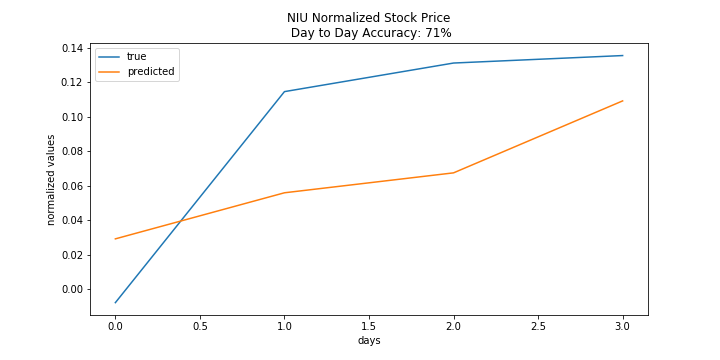 NIU Normalized Stock Price
Day to Day Accuracy: 71%
true
predicted
0.14
0.12
0.10
0.08
0.06
0.04
0.02
0.00
normalized values
0.0 0.5 1.0 1.5 2.0 2.5 3.0
days